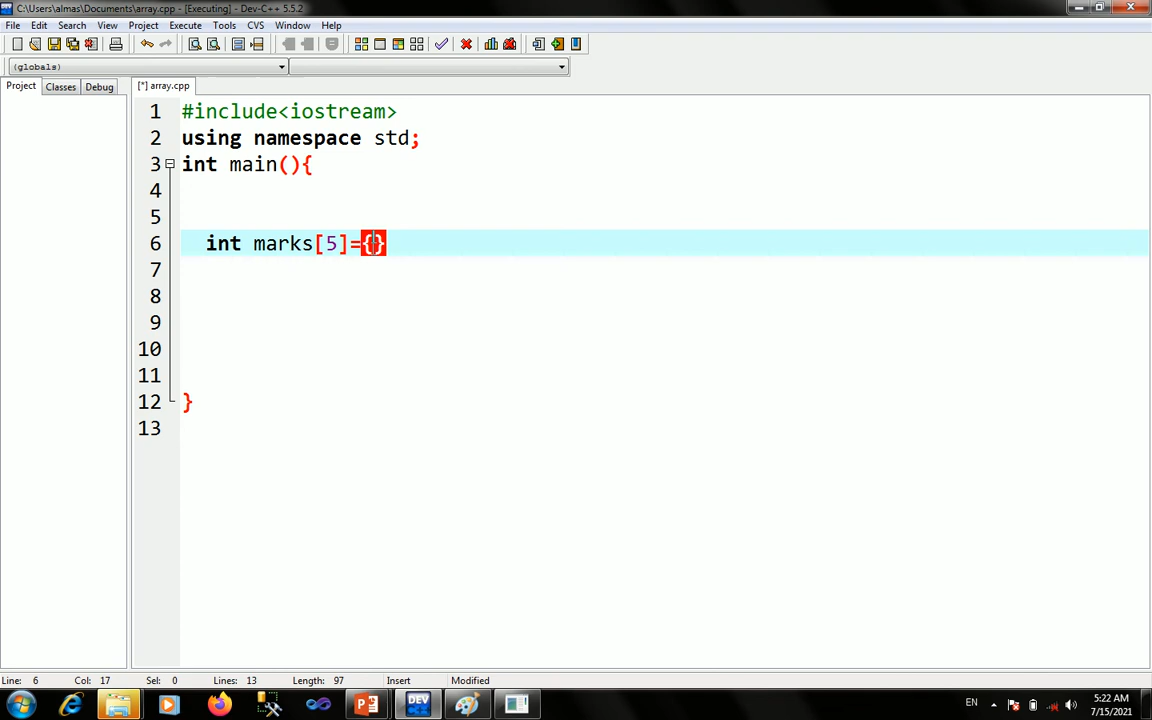 C:\Users\almas\Documents\array.cpp - [Executing] - Dev-C++ 5.5.2
File Edit Search View Project Execute Tools CVS Window Help
(globals)
Project Classes Debug [*] array.cpp
1 #include<iostream>
2 using namespace std;
3 int main(){
4
5
6 int marks[5]={}
7
8
9
10
11
12 }
13
Line: 6 Col: 17 Sel: 0 Lines: 13 Length: 97 Insert Modified
DEV
EN 5:22 AM
7/15/2021